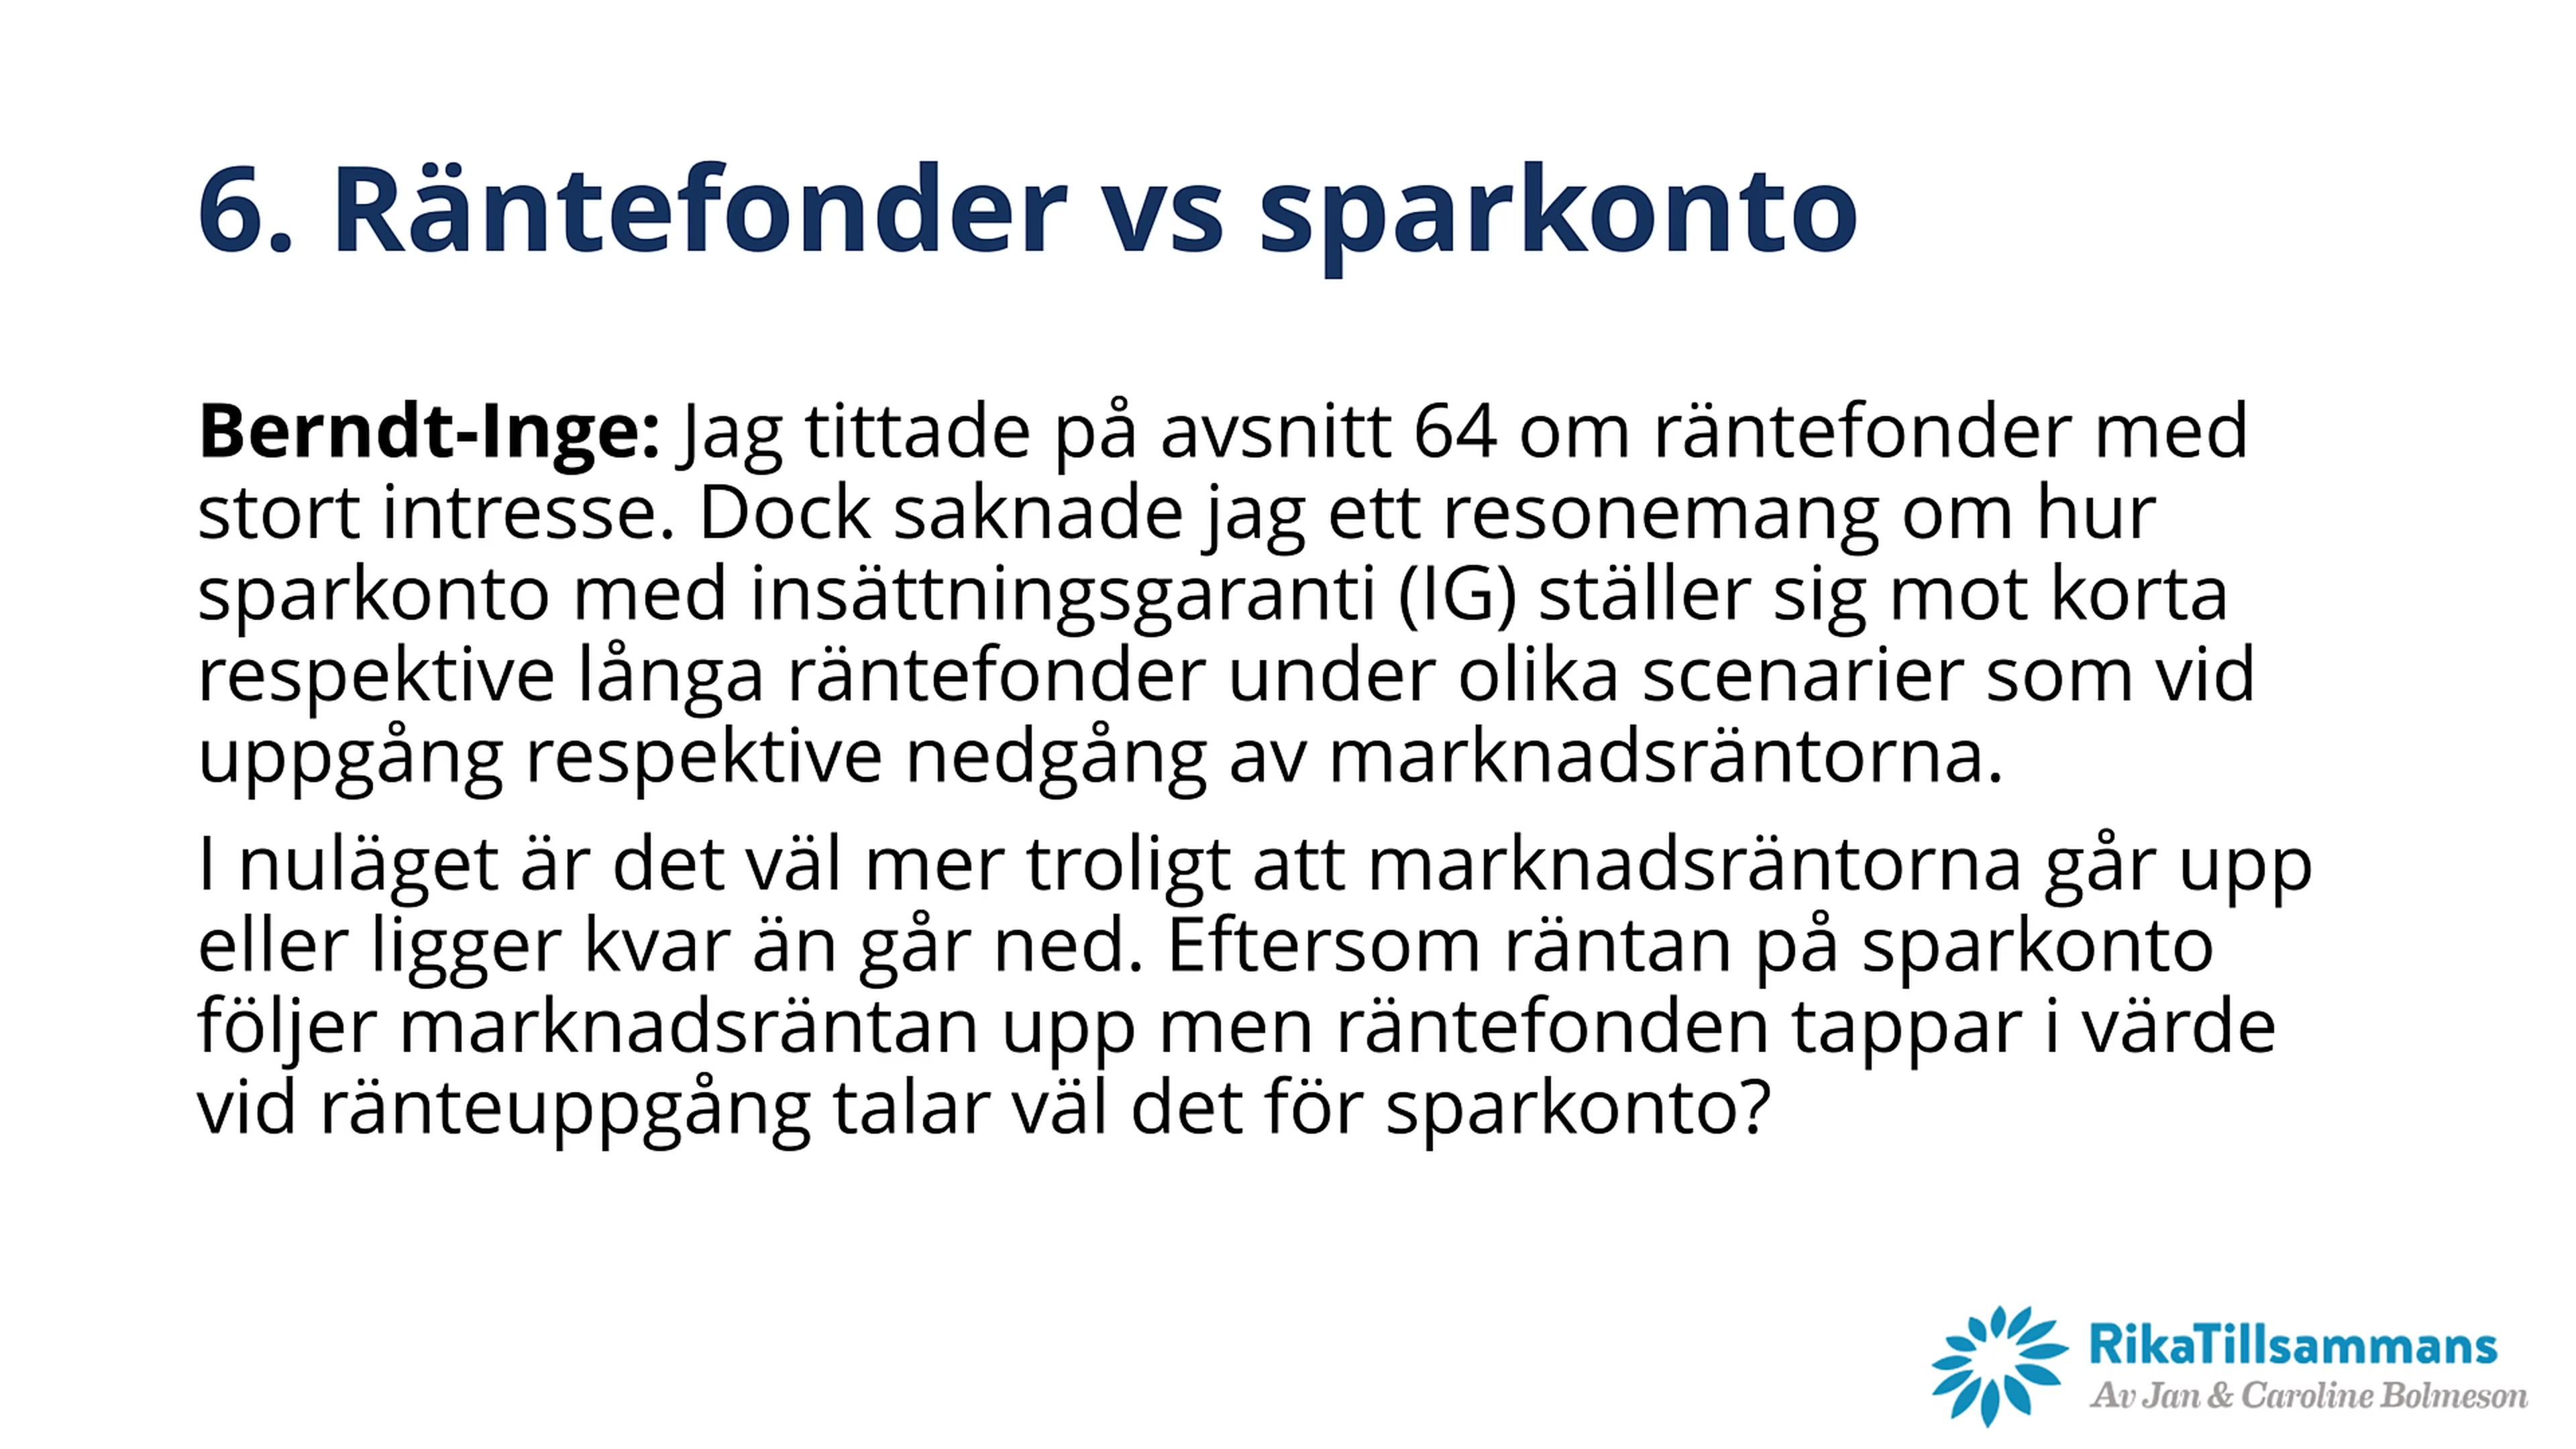 6. Räntefonder vs sparkonto
Berndt-Inge: Jag tittade på avsnitt 64 om räntefonder med
stort intresse. Dock saknade jag ett resonemang om hur
sparkonto med insättningsgaranti (IG) ställer sig mot korta
respektive långa räntefonder under olika scenarier som vid
uppgång respektive nedgång av marknadsräntorna.
I nuläget är det väl mer troligt att marknadsräntorna går upp
eller ligger kvar än går ned. Eftersom räntan på sparkonto
följer marknadsräntan upp men räntefonden tappar i värde
vid ränteuppgång talar väl det för sparkonto?
RikaTillsammans
Av Jan & Caroline Bolmeson